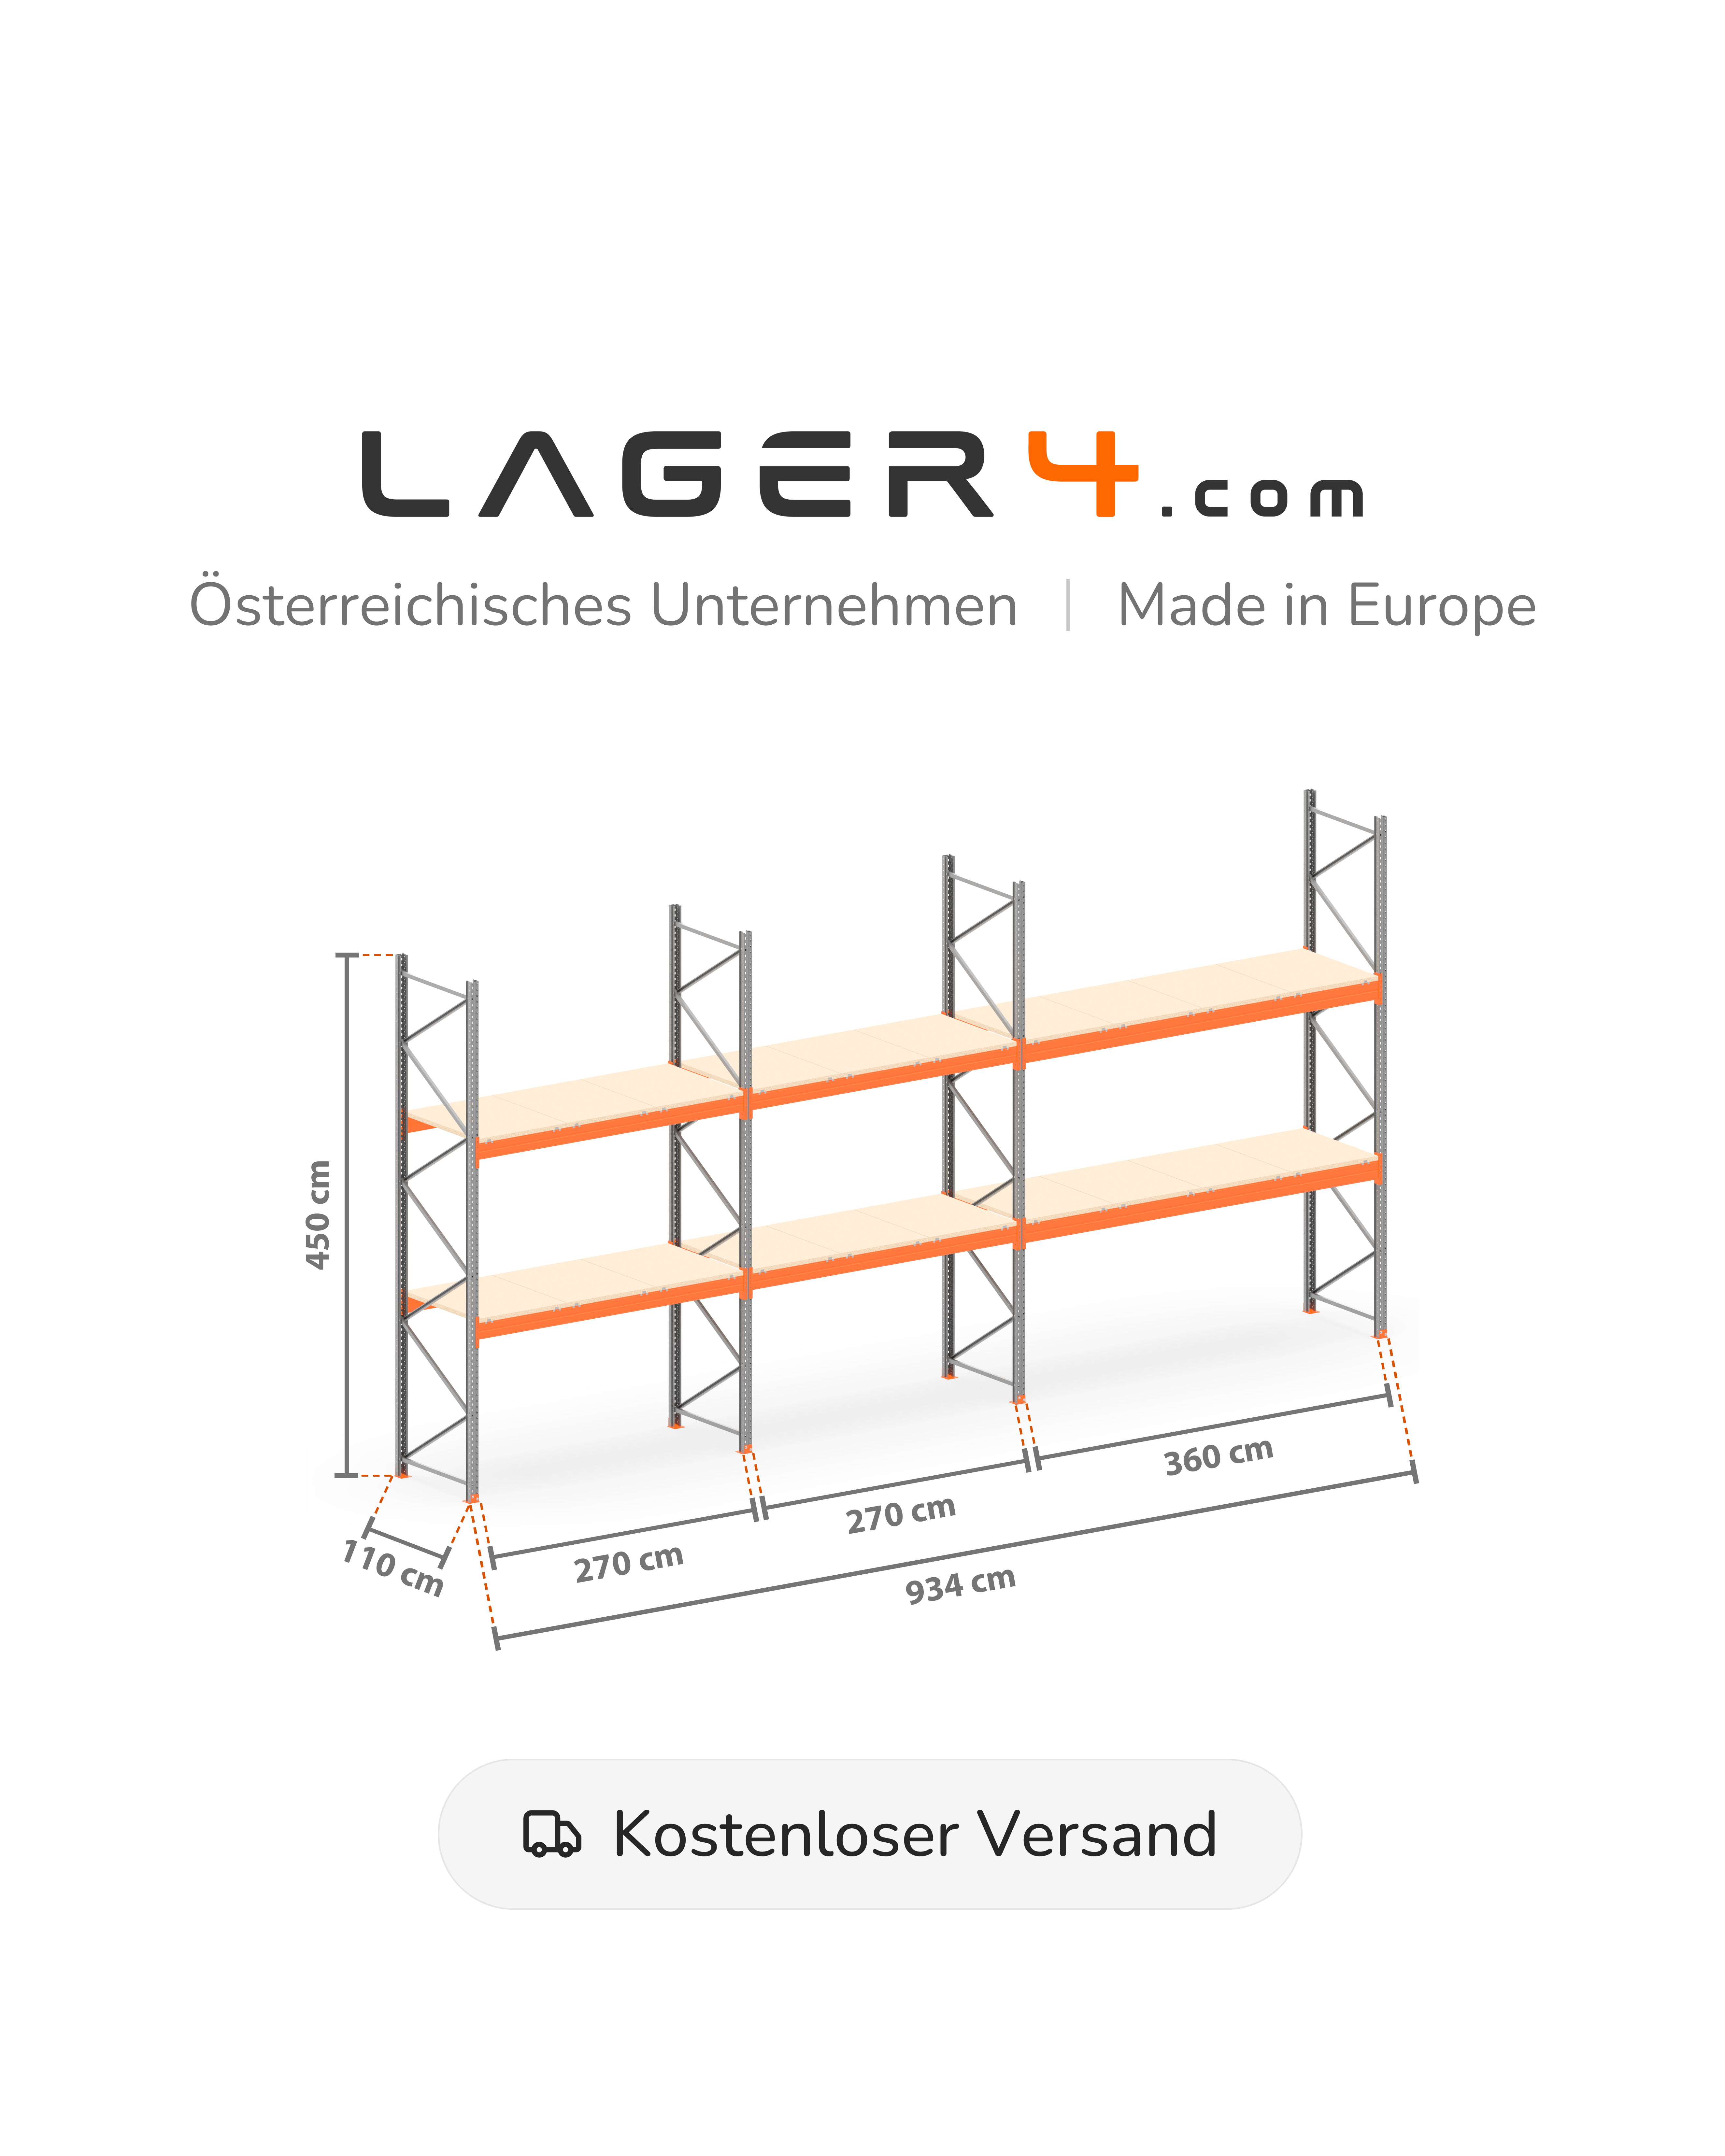 LAGER4.com
Österreichisches Unternehmen | Made in Europe
450 cm
110 cm
270 cm
270 cm
360 cm
934 cm
Kostenloser Versand